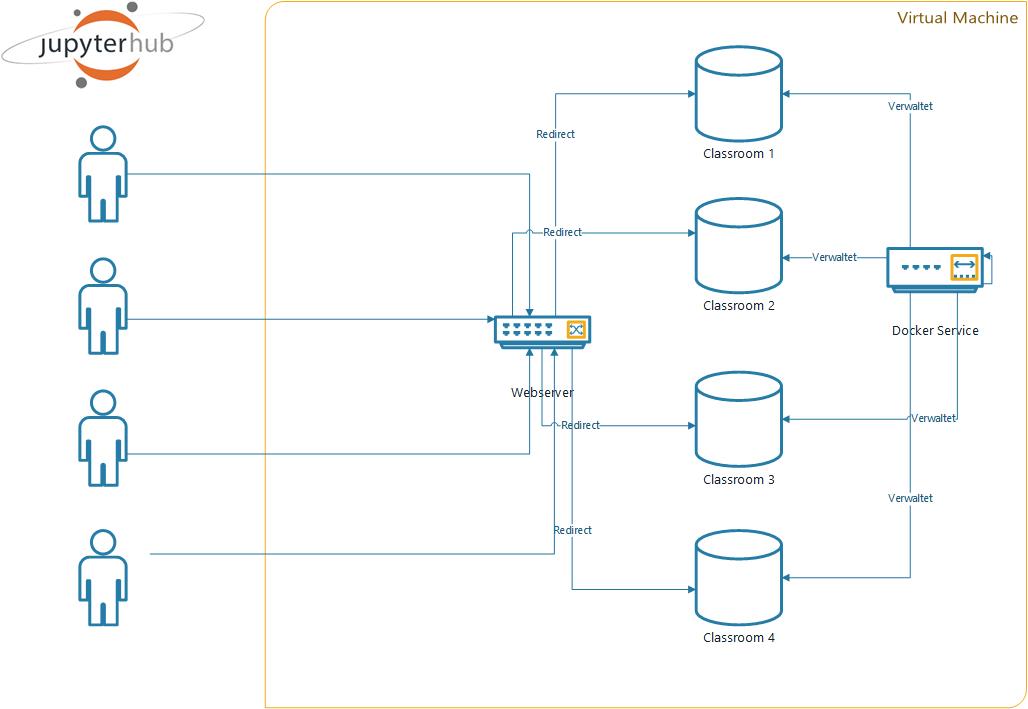 jupyterhub
Virtual Machine
Verwaltet
Redirect
Classroom 1
Redirect
Verwaltet
Classroom 2
Docker Service
Webserver
Redirect
Verwaltet
Classroom 3
Verwaltet
Redirect
Classroom 4